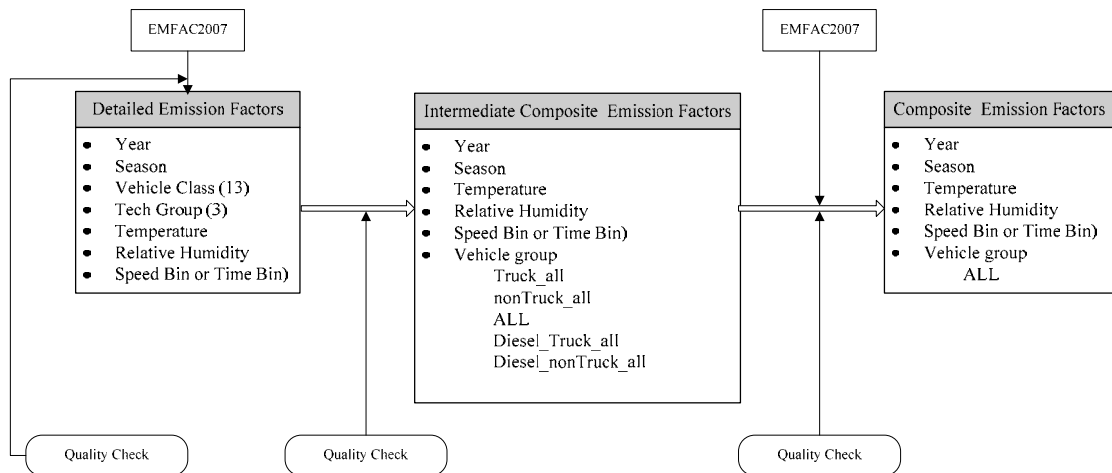 EMFAC2007
EMFAC2007
Detailed Emission Factors
• Year
• Season
• Vehicle Class (13)
• Tech Group (3)
• Temperature
• Relative Humidity
• Speed Bin or Time Bin)
Intermediate Composite Emission Factors
• Year
• Season
• Temperature
• Relative Humidity
• Speed Bin or Time Bin)
• Vehicle group
Truck_all
nonTruck_all
ALL
Diesel_Truck_all
Diesel_nonTruck_all
Composite Emission Factors
• Year
• Season
• Temperature
• Relative Humidity
• Speed Bin or Time Bin)
• Vehicle group
ALL
Quality Check
Quality Check
Quality Check